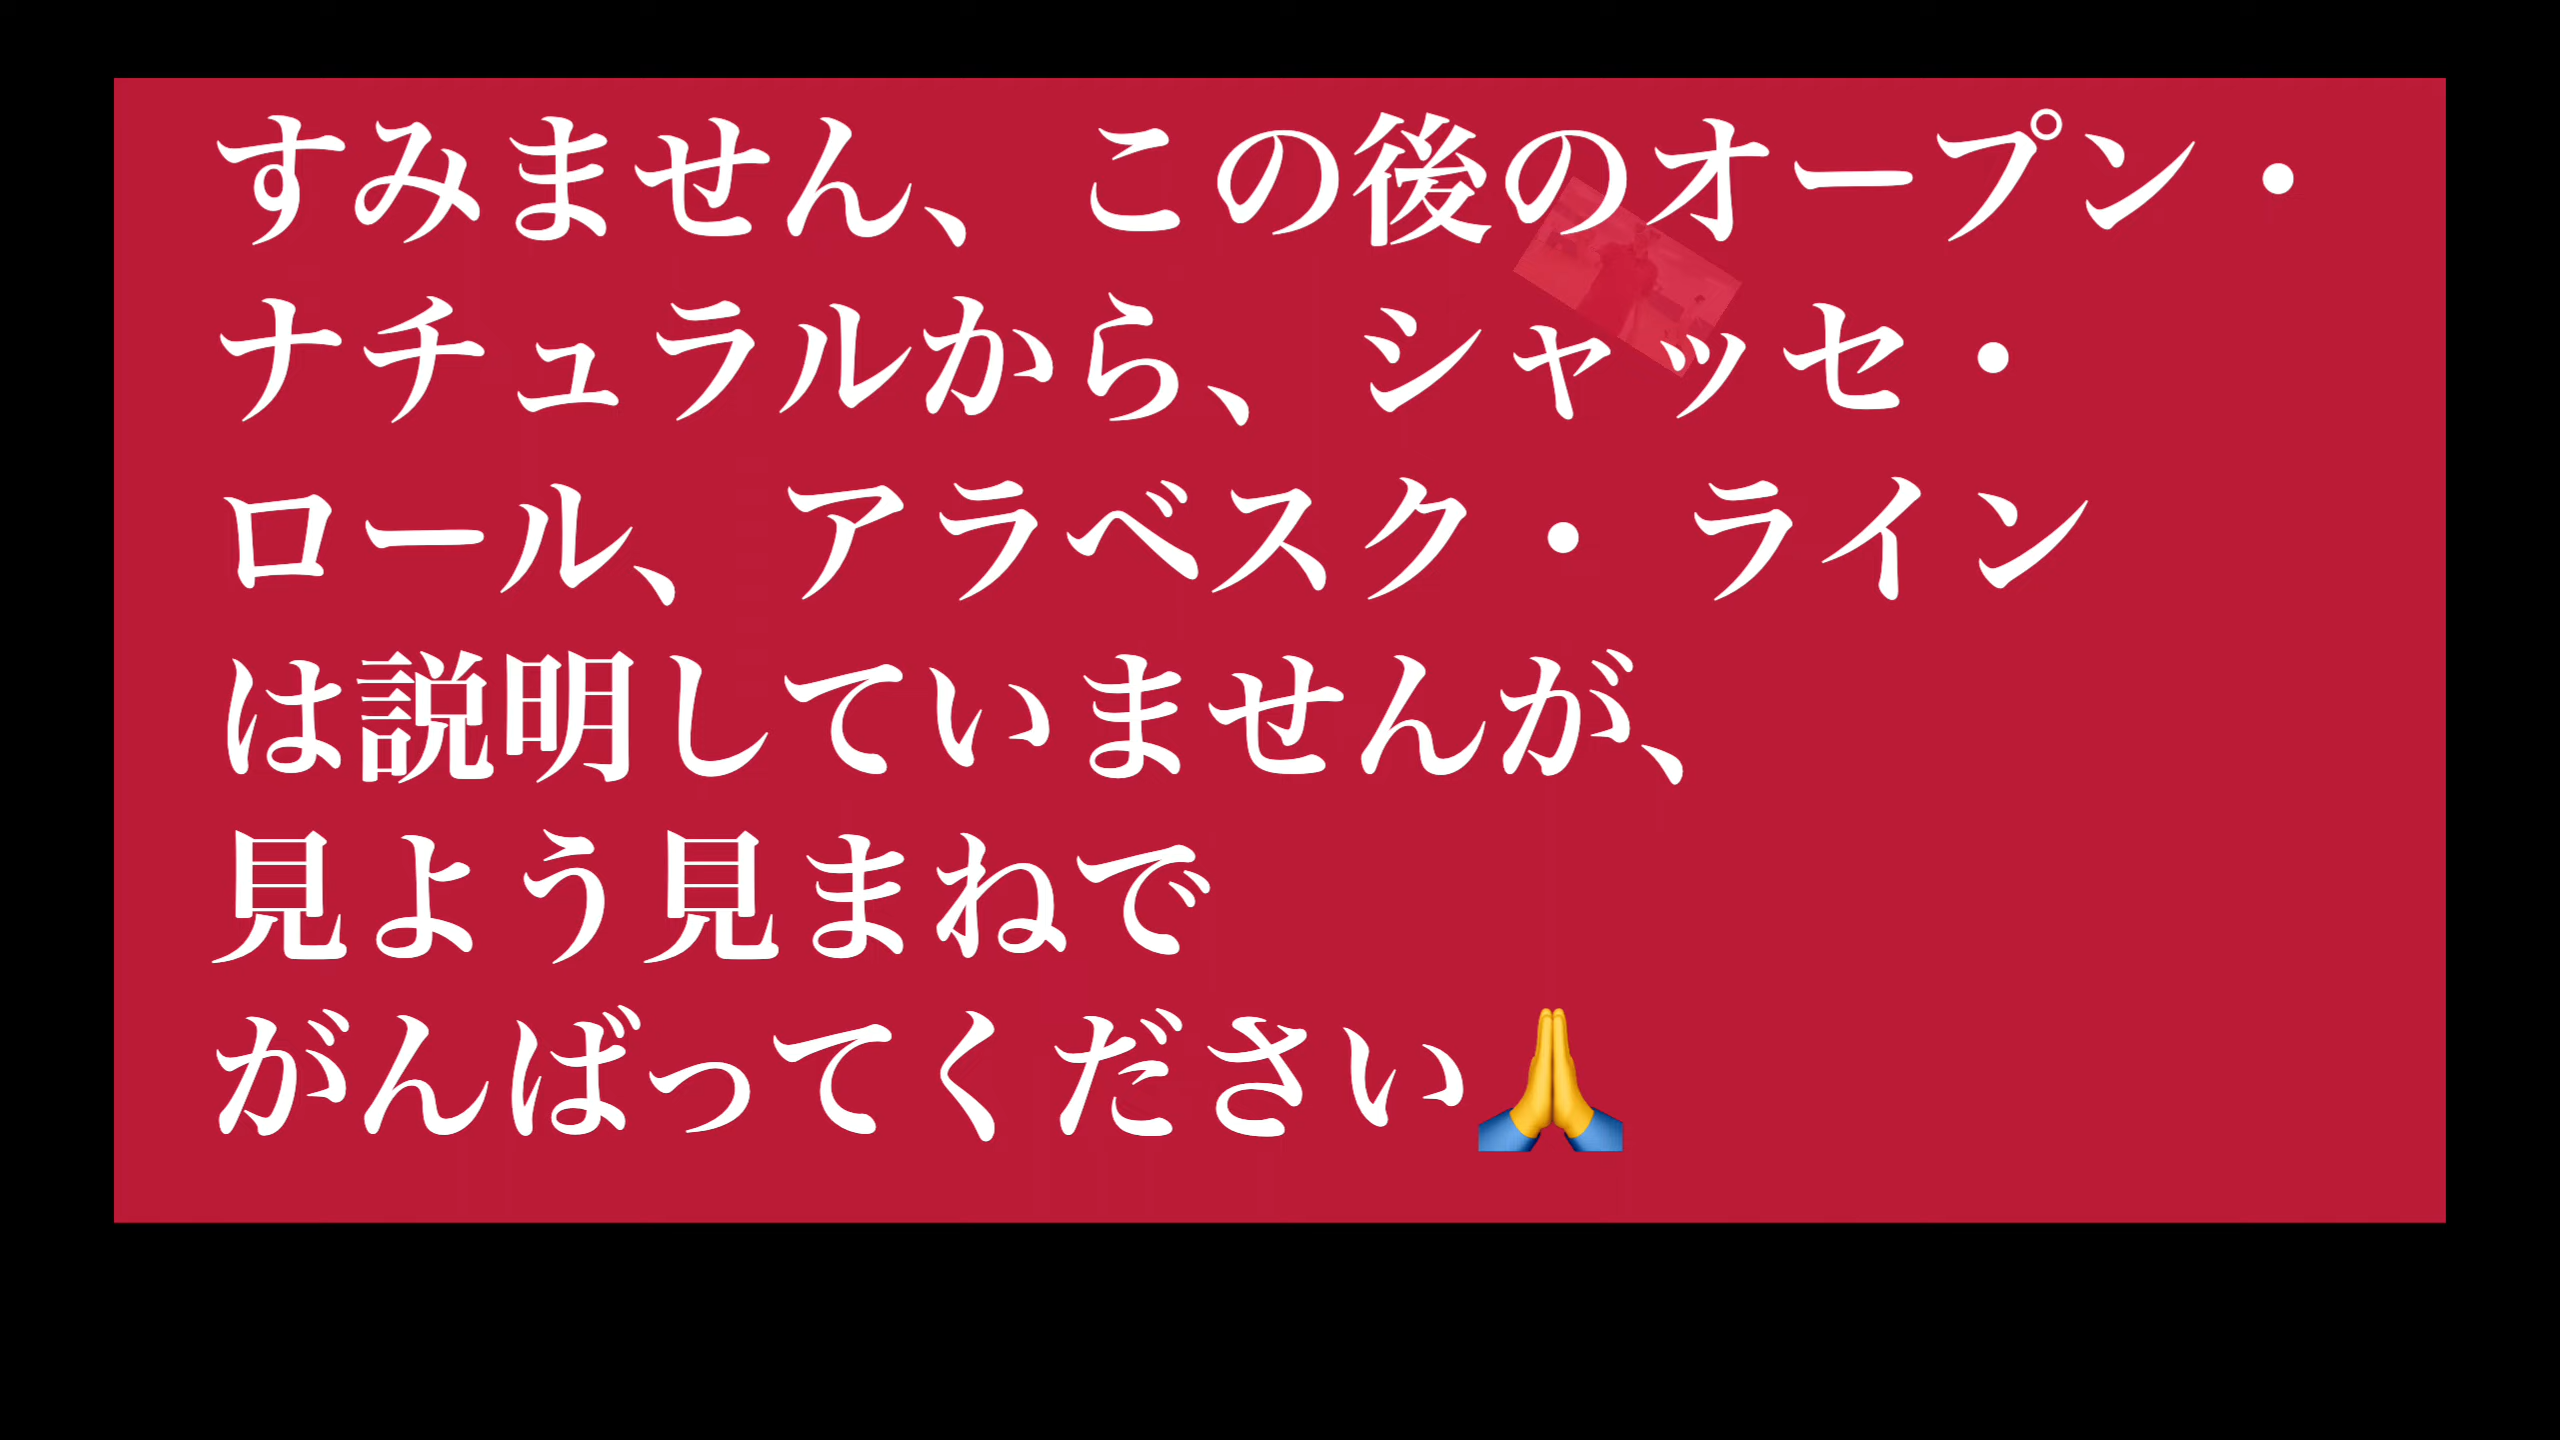 すみません、この後のオープン・
ナチュラルから、シャッセ・
ロール、アラベスク・ ライン
は説明していませんが、
見よう見まねで
がんばってください🙏